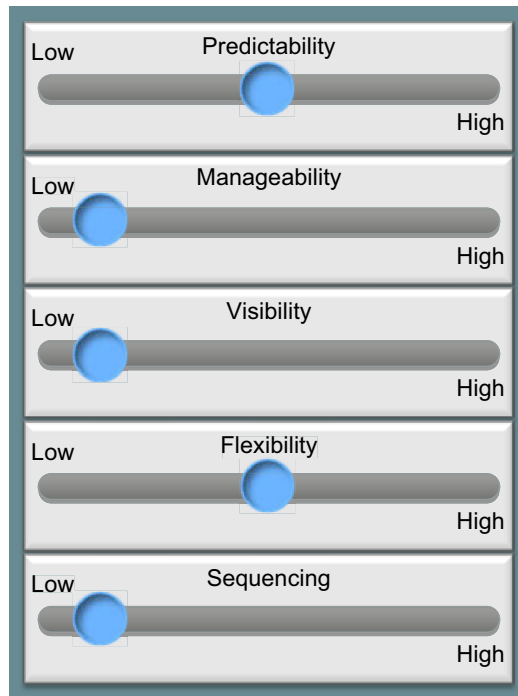 Predictability
Low
High
Manageability
Low
High
Visibility
Low
High
Flexibility
Low
High
Sequencing
Low
High